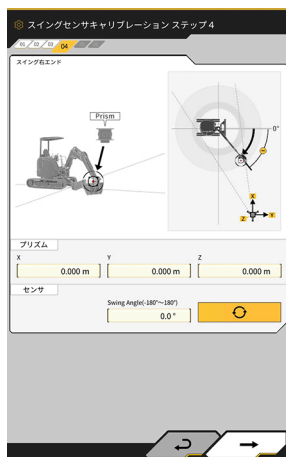 スイングセンサキャリブレーション ステップ４
01 02 03 04
スイング右エンド
Prism
0°
X
Z
X
プリズム
X Y Z
0.000 m 0.000 m 0.000 m
センサ
Swing Angle(-180°～180°)
0.0 °